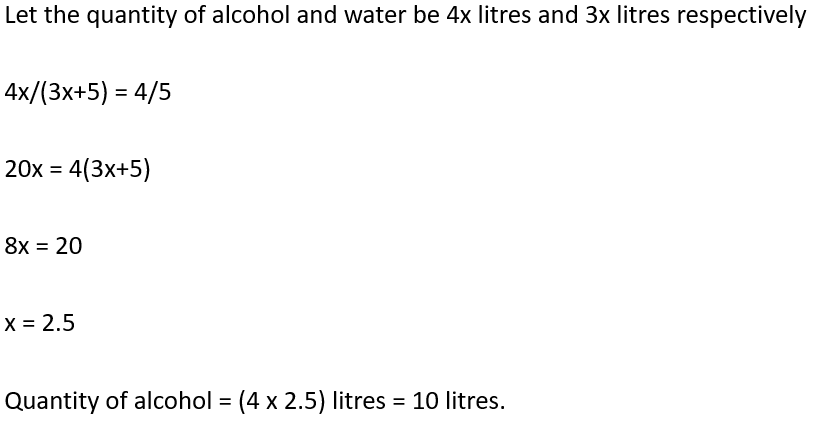 Let the quantity of alcohol and water be 4x litres and 3x litres respectively
4x/(3x+5) = 4/5
20x = 4(3x+5)
8x = 20
x = 2.5
Quantity of alcohol = (4 x 2.5) litres = 10 litres.